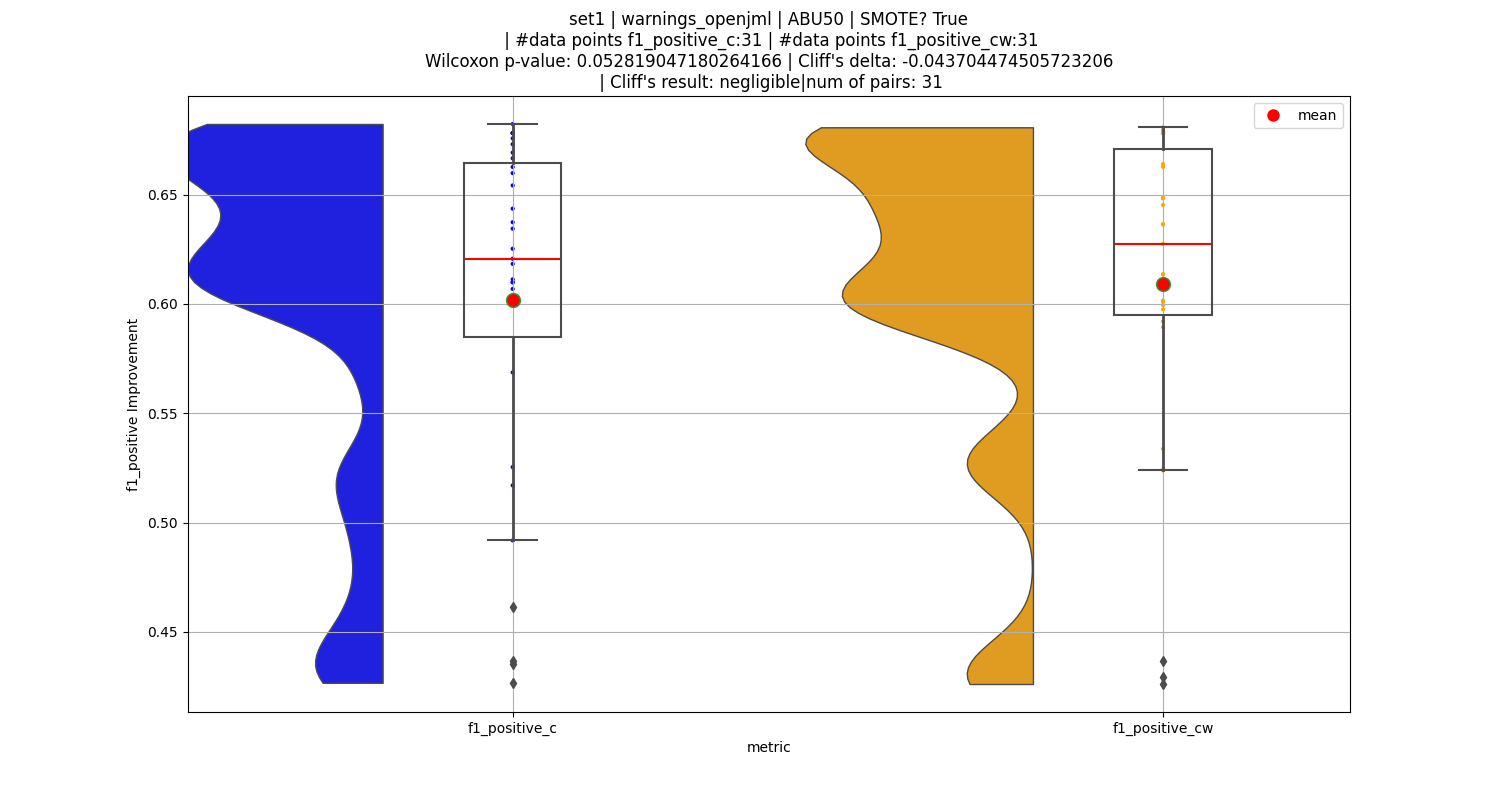 set1 | warnings_openjml | ABU50 | SMOTE? True
| #data points f1_positive_c:31 | #data points f1_positive_cw:31
Wilcoxon p-value: 0.052819047180264166 | Cliff's delta: -0.043704474505723206
| Cliff's result: negligible|num of pairs: 31
mean
0.65
0.60
0.55
0.50
0.45
f1_positive Improvement
f1_positive_c
f1_positive_cw
metric